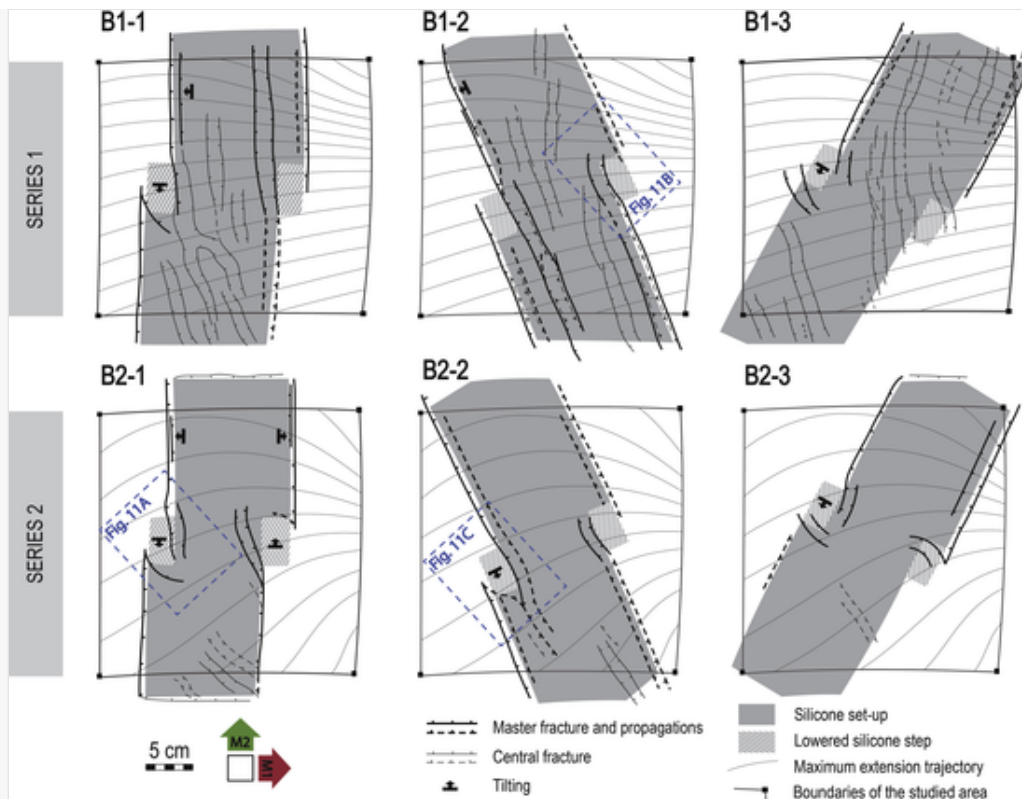 B1-1
B1-2
B1-3
SERIES 1
Fig. 11B
B2-1
B2-2
B2-3
SERIES 2
Fig. 11A
Fig. 11C
5 cm
M2
M1
Master fracture and propagations
Central fracture
Tilting
Silicone set-up
Lowered silicone step
Maximum extension trajectory
Boundaries of the studied area